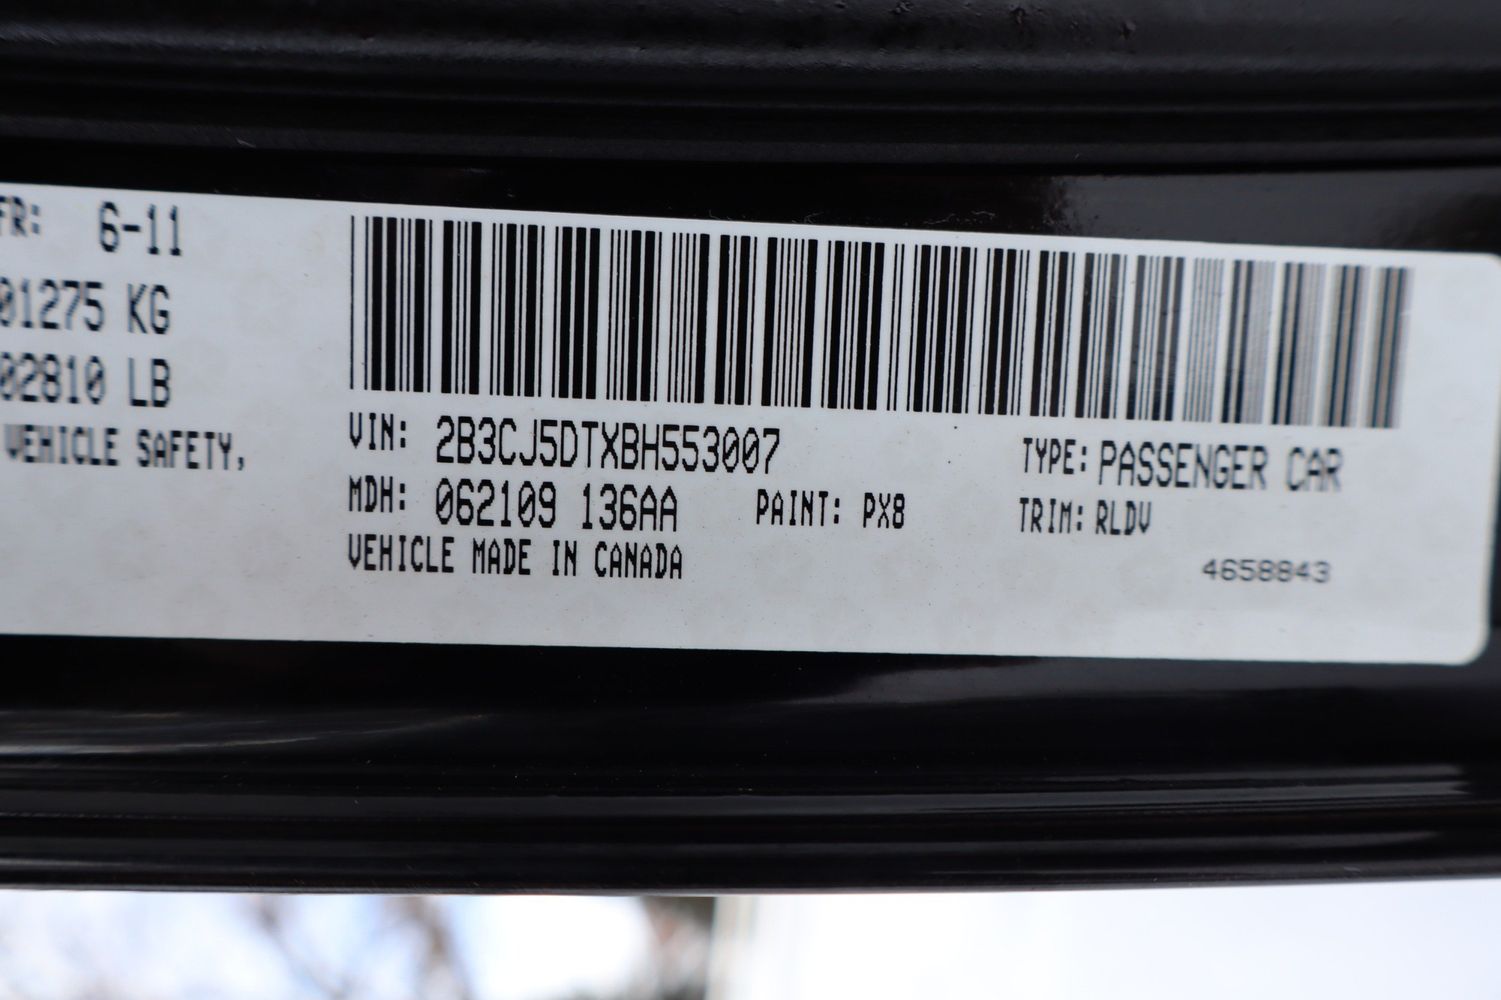 FR: 6-11
01275 KG
02810 LB
VEHICLE SAFETY,
VIN: 2B3CJ5DTXBH553007 TYPE: PASSENGER CAR
MDH: 062109 136AA PAINT: PX8 TRIM: RLDV
VEHICLE MADE IN CANADA
4658843